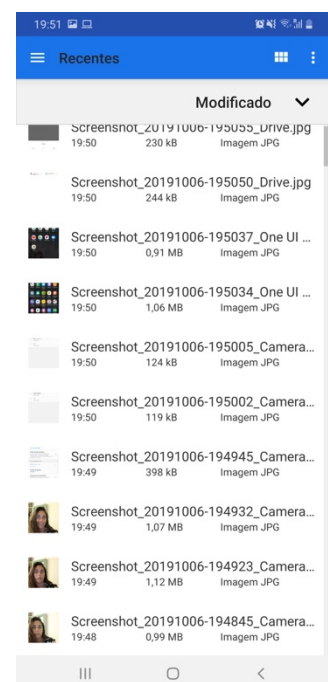 19:51
Recentes
Modificado
Screenshot_20191006-195055_Drive.jpg
19:50 230 kB Imagem JPG
Screenshot_20191006-195050_Drive.jpg
19:50 244 kB Imagem JPG
Screenshot_20191006-195037_One UI ...
19:50 0,91 MB Imagem JPG
Screenshot_20191006-195034_One UI ...
19:50 1,06 MB Imagem JPG
Screenshot_20191006-195005_Camera...
19:50 124 kB Imagem JPG
Screenshot_20191006-195002_Camera...
19:50 119 kB Imagem JPG
Screenshot_20191006-194945_Camera...
19:49 398 kB Imagem JPG
Screenshot_20191006-194932_Camera...
19:49 1,07 MB Imagem JPG
Screenshot_20191006-194923_Camera...
19:49 1,12 MB Imagem JPG
Screenshot_20191006-194845_Camera...
19:48 0,99 MB Imagem JPG